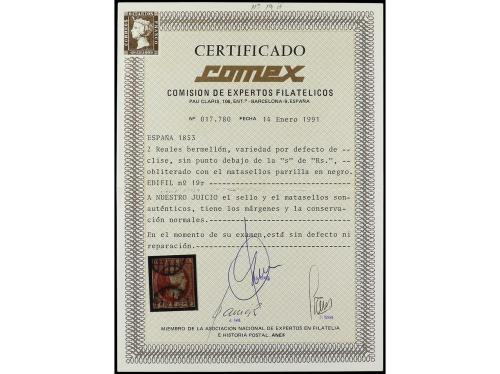 Nº 19 H
CERTIFICADO
comex
COMISION DE EXPERTOS FILATELICOS
PAU CLARIS, 106, ENT.º - BARCELONA-9, ESPAÑA
Nº 017.780 FECHA 14 Enero 1991
ESPAÑA 1853
2 Reales bermellón, variedad por defecto de --
clise, sin punto debajo de la "s" de "Rs.", --
obliterado con el matasellos parrilla en negro.
EDIFIL nº 19r
A NUESTRO JUICIO el sello y el matasellos son-
auténticos, tiene los márgenes y la conserva-
ción normales.
En el momento de su examen,está sin defecto ni
reparación.
MIEMBRO DE LA ASOCIACION NACIONAL DE EXPERTOS EN FILATELIA
E HISTORIA POSTAL. ANEF